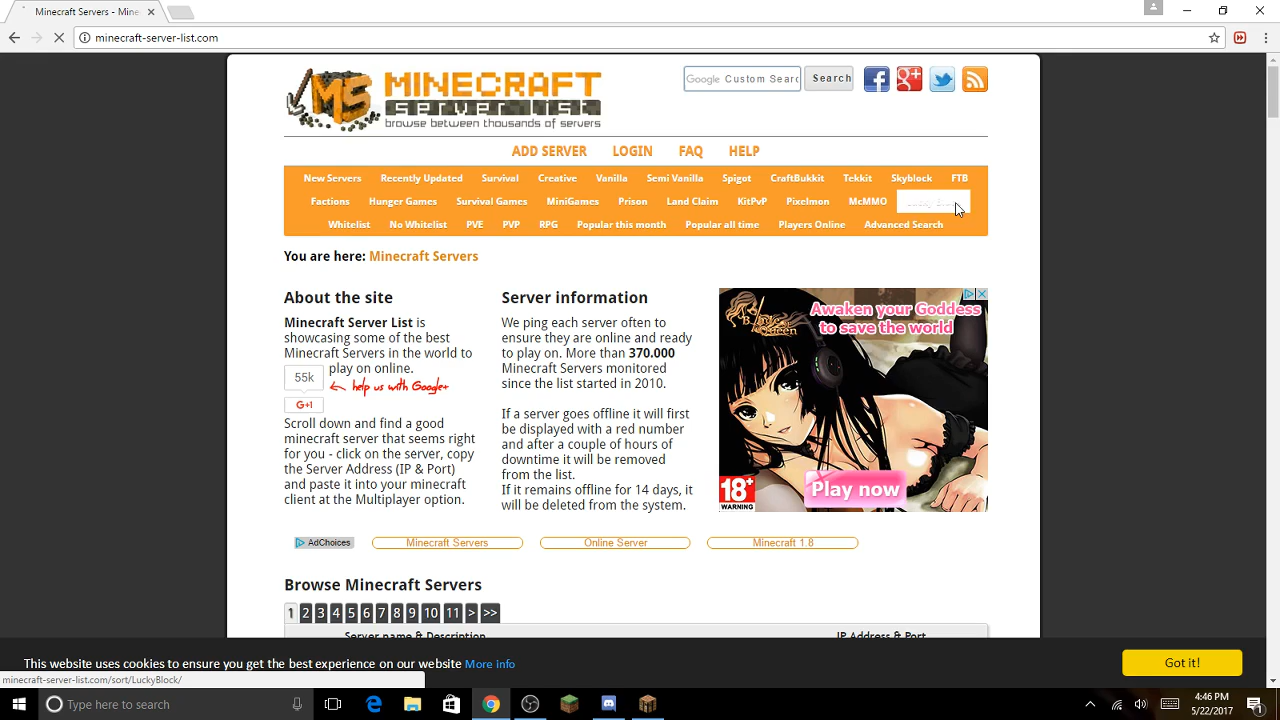 Minecraft Servers - Mine
minecraft-server-list.com
MS MINECRAFT
server list
browse between thousands of servers
Google Custom Searc
Search
ADD SERVER LOGIN FAQ HELP
New Servers Recently Updated Survival Creative Vanilla Semi Vanilla Spigot CraftBukkit Tekkit Skyblock FTB
Factions Hunger Games Survival Games MiniGames Prison Land Claim KitPvP Pixelmon McMMO
Whitelist No Whitelist PVE PVP RPG Popular this month Popular all time Players Online Advanced Search
You are here: Minecraft Servers
About the site
Minecraft Server List is
showcasing some of the best
Minecraft Servers in the world to
play on online.
55k
help us with Google+
G+!
Scroll down and find a good
minecraft server that seems right
for you - click on the server, copy
the Server Address (IP & Port)
and paste it into your minecraft
client at the Multiplayer option.
Server information
We ping each server often to
ensure they are online and ready
to play on. More than 370.000
Minecraft Servers monitored
since the list started in 2010.
If a server goes offline it will first
be displayed with a red number
and after a couple of hours of
downtime it will be removed
from the list.
If it remains offline for 14 days, it
will be deleted from the system.
Awaken your Goddess
to save the world
18+
WARNING
Play now
AdChoices
Minecraft Servers
Online Server
Minecraft 1.8
Browse Minecraft Servers
1 2 3 4 5 6 7 8 9 10 11 > >>
Server name & Description
IP Address & Port
This website uses cookies to ensure you get the best experience on our website More info
Got it!
minecraft-server-list.com/sort/LuckyBlock/
Type here to search
4:46 PM
5/22/2017